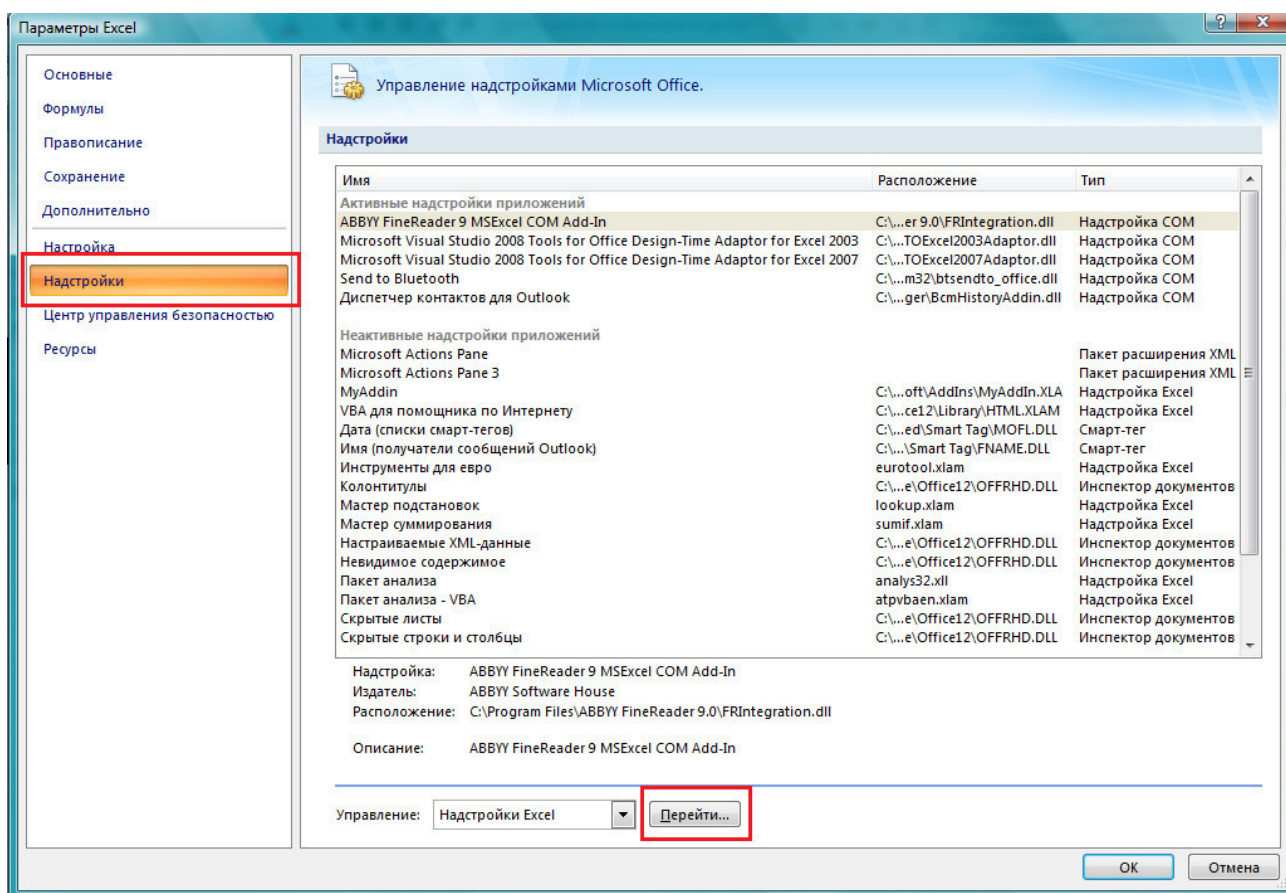 Параметры Excel
Основные
Формулы
Правописание
Сохранение
Дополнительно
Настройка
Надстройки
Центр управления безопасностью
Ресурсы
Управление надстройками Microsoft Office.
Надстройки
Имя Расположение Тип
Активные надстройки приложений
ABBYY FineReader 9 MSExcel COM Add-In C:\...er 9.0\FRIntegration.dll Надстройка COM
Microsoft Visual Studio 2008 Tools for Office Design-Time Adaptor for Excel 2003 C:\...TOExcel2003Adaptor.dll Надстройка COM
Microsoft Visual Studio 2008 Tools for Office Design-Time Adaptor for Excel 2007 C:\...TOExcel2007Adaptor.dll Надстройка COM
Send to Bluetooth C:\...m32\btsendto_office.dll Надстройка COM
Диспетчер контактов для Outlook C:\...ger\BcmHistoryAddin.dll Надстройка COM
Неактивные надстройки приложений
Microsoft Actions Pane Пакет расширения XML
Microsoft Actions Pane 3 Пакет расширения XML
MyAddin C:\...oft\AddIns\MyAddIn.XLA Надстройка Excel
VBA для помощника по Интернету C:\...ce12\Library\HTML.XLAM Надстройка Excel
Дата (списки смарт-тегов) C:\...ed\Smart Tag\MOFL.DLL Смарт-тег
Имя (получатели сообщений Outlook) C:\...\Smart Tag\FNAME.DLL Смарт-тег
Инструменты для евро eurotool.xlam Надстройка Excel
Колонтитулы C:\...e\Office12\OFFRHD.DLL Инспектор документов
Мастер подстановок lookup.xlam Надстройка Excel
Мастер суммирования sumif.xlam Надстройка Excel
Настраиваемые XML-данные C:\...e\Office12\OFFRHD.DLL Инспектор документов
Невидимое содержимое C:\...e\Office12\OFFRHD.DLL Инспектор документов
Пакет анализа analys32.xll Надстройка Excel
Пакет анализа - VBA atpvbaen.xlam Надстройка Excel
Скрытые листы C:\...e\Office12\OFFRHD.DLL Инспектор документов
Скрытые строки и столбцы C:\...e\Office12\OFFRHD.DLL Инспектор документов
Надстройка: ABBYY FineReader 9 MSExcel COM Add-In
Издатель: ABBYY Software House
Расположение: C:\Program Files\ABBYY FineReader 9.0\FRIntegration.dll
Описание: ABBYY FineReader 9 MSExcel COM Add-In
Управление: Надстройки Excel Перейти...
ОК Отмена